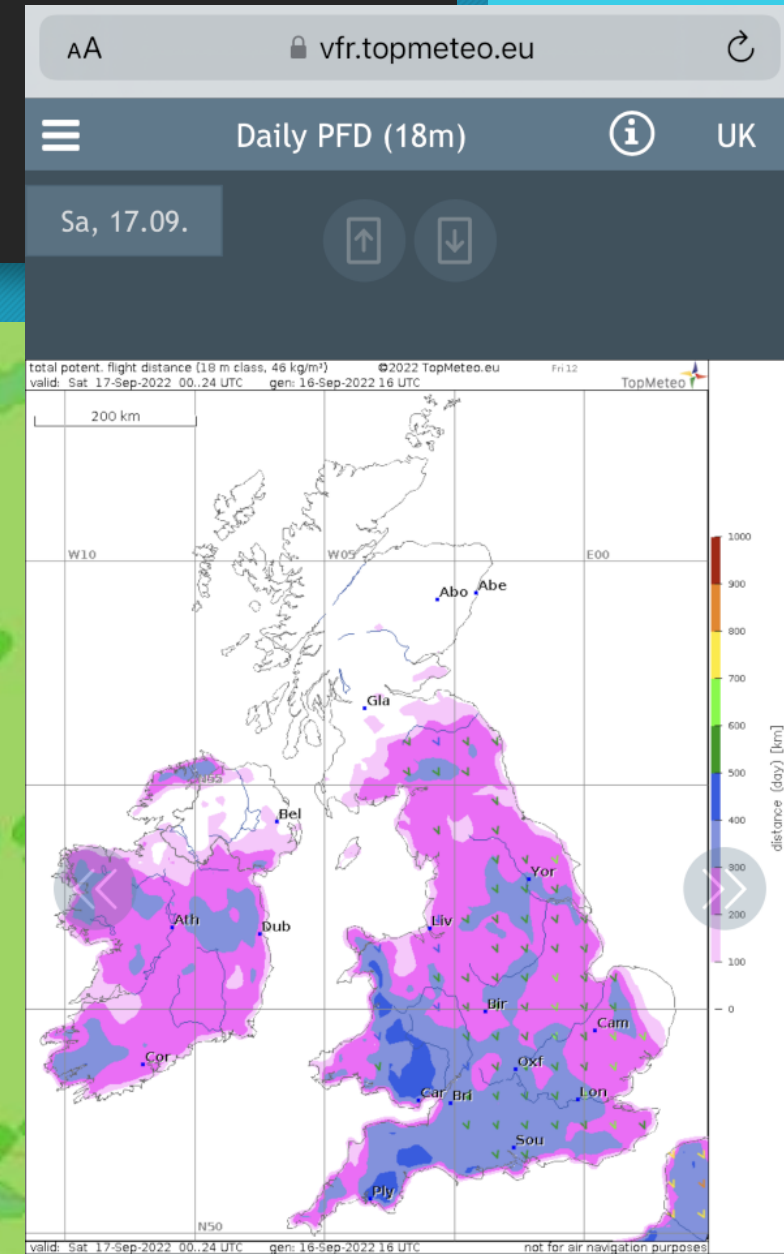 AA vfr.topmeteo.eu
Daily PFD (18m) UK
Sa, 17.09.
total potent. flight distance (18 m class, 46 kg/m³) ©2022 TopMeteo.eu Fri 12
valid: Sat 17-Sep-2022 00..24 UTC gen: 16-Sep-2022 16 UTC TopMeteo
200 km
W10 W05 E00
1000
900
800
700
600
500
400
300
200
100
0
distance (day) [km]
Abo Abe
Gla
Bel
Yor
Ath Dub Liv
Bir
Cam
Cor Oxf
Car Bri Lon
Sou
Ply
N50
valid: Sat 17-Sep-2022 00..24 UTC gen: 16-Sep-2022 16 UTC not for air navigation purposes